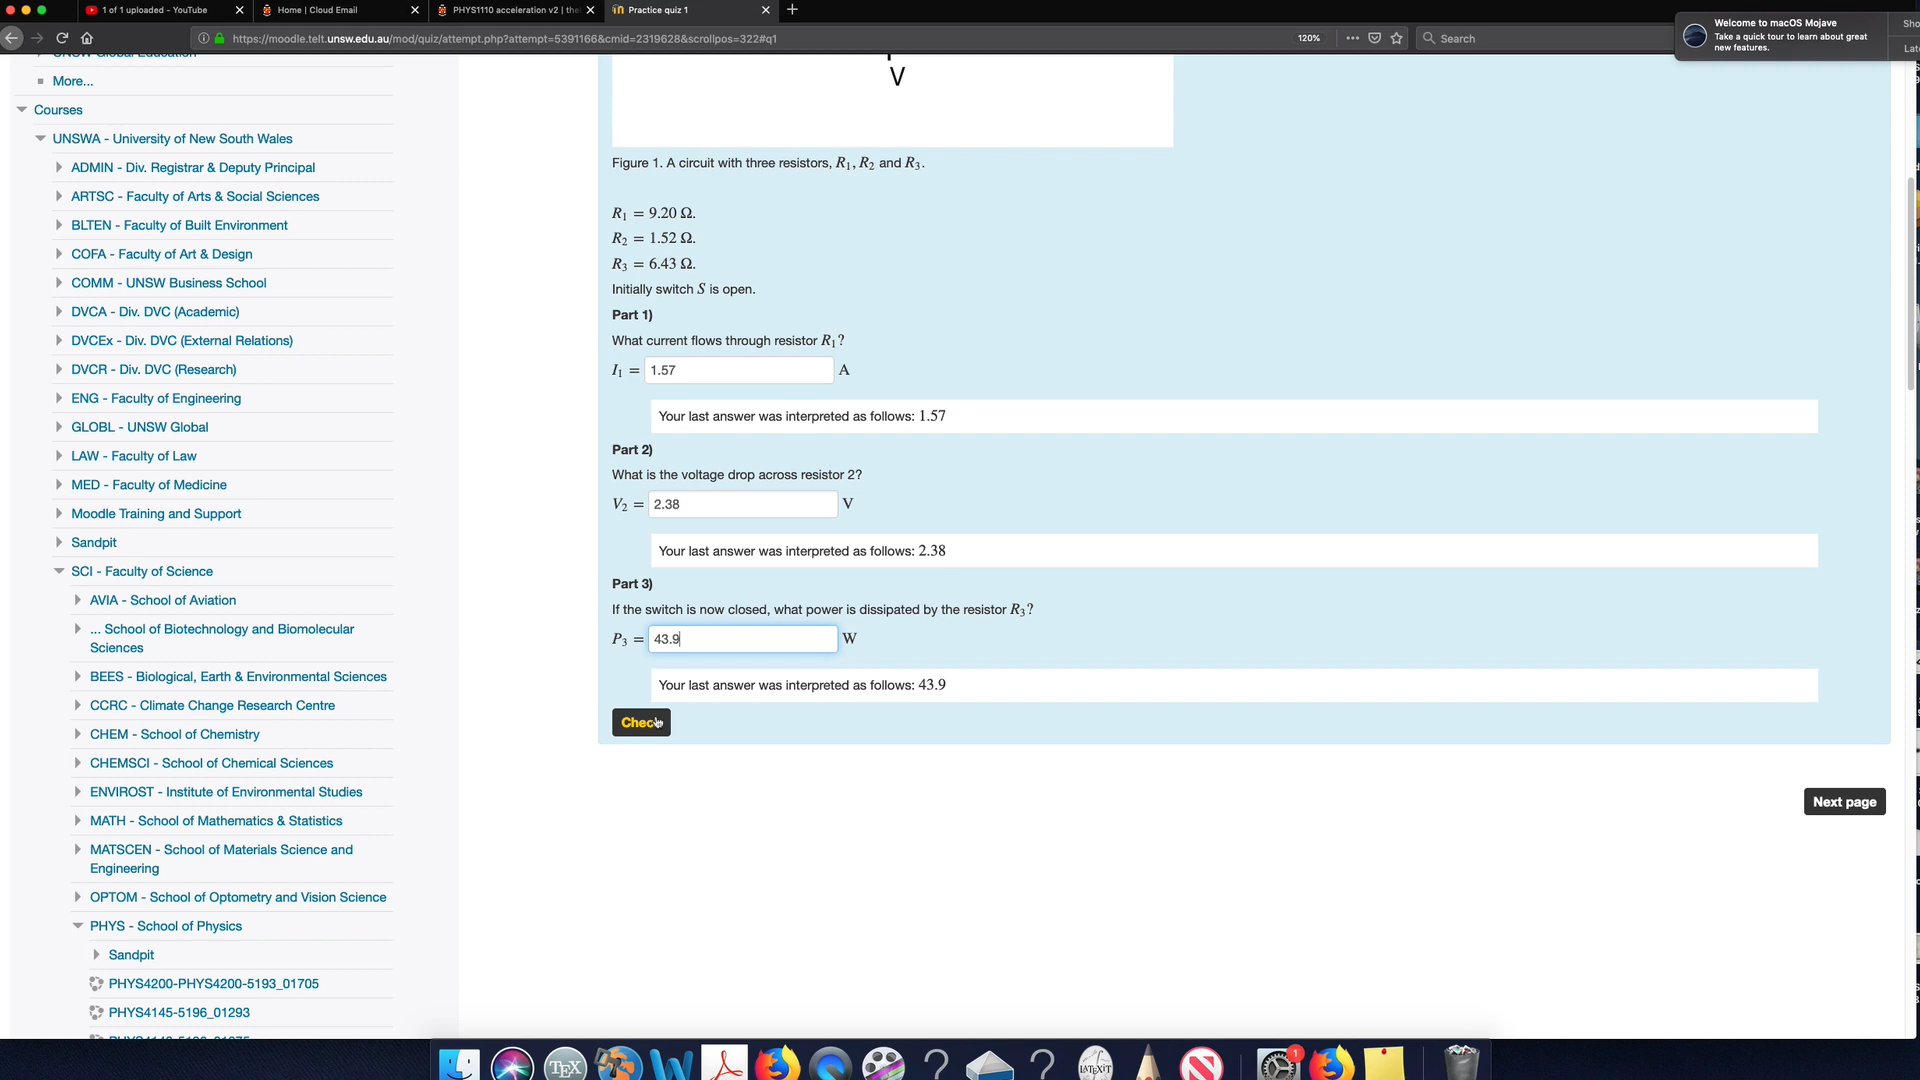 1 of 1 uploaded - YouTube
Home | Cloud Email
PHYS1110 acceleration v2 | the
Practice quiz 1
https://moodle.telt.unsw.edu.au/mod/quiz/attempt.php?attempt=5391166&cmid=2319628&scrollpos=322#q1
120%
Search
Welcome to macOS Mojave
Take a quick tour to learn about great
new features.
UNSW Global Education
More...
Courses
UNSWA - University of New South Wales
ADMIN - Div. Registrar & Deputy Principal
ARTSC - Faculty of Arts & Social Sciences
BLTEN - Faculty of Built Environment
COFA - Faculty of Art & Design
COMM - UNSW Business School
DVCA - Div. DVC (Academic)
DVCEx - Div. DVC (External Relations)
DVCR - Div. DVC (Research)
ENG - Faculty of Engineering
GLOBL - UNSW Global
LAW - Faculty of Law
MED - Faculty of Medicine
Moodle Training and Support
Sandpit
SCI - Faculty of Science
AVIA - School of Aviation
... School of Biotechnology and Biomolecular
Sciences
BEES - Biological, Earth & Environmental Sciences
CCRC - Climate Change Research Centre
CHEM - School of Chemistry
CHEMSCI - School of Chemical Sciences
ENVIROST - Institute of Environmental Studies
MATH - School of Mathematics & Statistics
MATSCEN - School of Materials Science and
Engineering
OPTOM - School of Optometry and Vision Science
PHYS - School of Physics
Sandpit
PHYS4200-PHYS4200-5193_01705
PHYS4145-5196_01293
V
Figure 1. A circuit with three resistors, R₁, R₂ and R₃.
R₁ = 9.20 Ω.
R₂ = 1.52 Ω.
R₃ = 6.43 Ω.
Initially switch S is open.
Part 1)
What current flows through resistor R₁?
I₁ = 1.57 A
Your last answer was interpreted as follows: 1.57
Part 2)
What is the voltage drop across resistor 2?
V₂ = 2.38 V
Your last answer was interpreted as follows: 2.38
Part 3)
If the switch is now closed, what power is dissipated by the resistor R₃?
P₃ = 43.9 W
Your last answer was interpreted as follows: 43.9
Check
Next page
TEX
LATEXIT
1